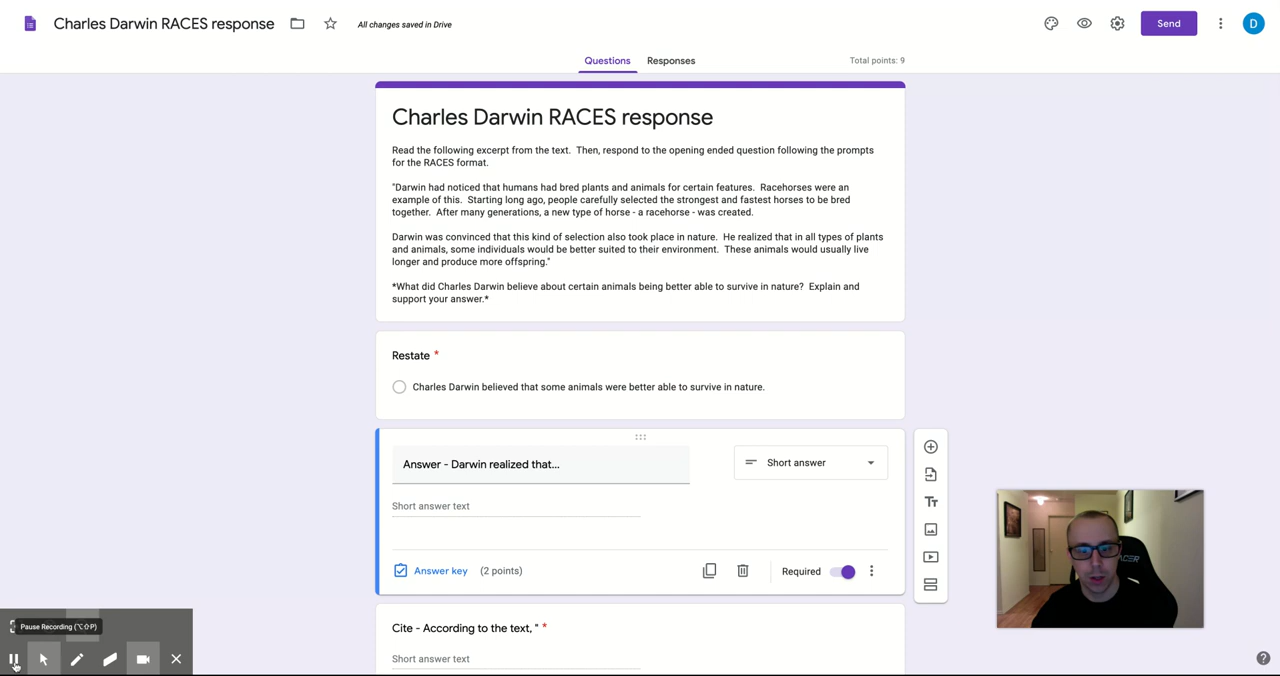 Charles Darwin RACES response
All changes saved in Drive
Send
D
Questions
Responses
Total points: 9
Charles Darwin RACES response
Read the following excerpt from the text. Then, respond to the opening ended question following the prompts
for the RACES format.
"Darwin had noticed that humans had bred plants and animals for certain features. Racehorses were an
example of this. Starting long ago, people carefully selected the strongest and fastest horses to be bred
together. After many generations, a new type of horse - a racehorse - was created.
Darwin was convinced that this kind of selection also took place in nature. He realized that in all types of plants
and animals, some individuals would be better suited to their environment. These animals would usually live
longer and produce more offspring."
*What did Charles Darwin believe about certain animals being better able to survive in nature? Explain and
support your answer.*
Restate *
Charles Darwin believed that some animals were better able to survive in nature.
Answer - Darwin realized that...
Short answer
Short answer text
Answer key
(2 points)
Required
Tт
Cite - According to the text, " *
Short answer text
Pause Recording (⌥⇧P)
?